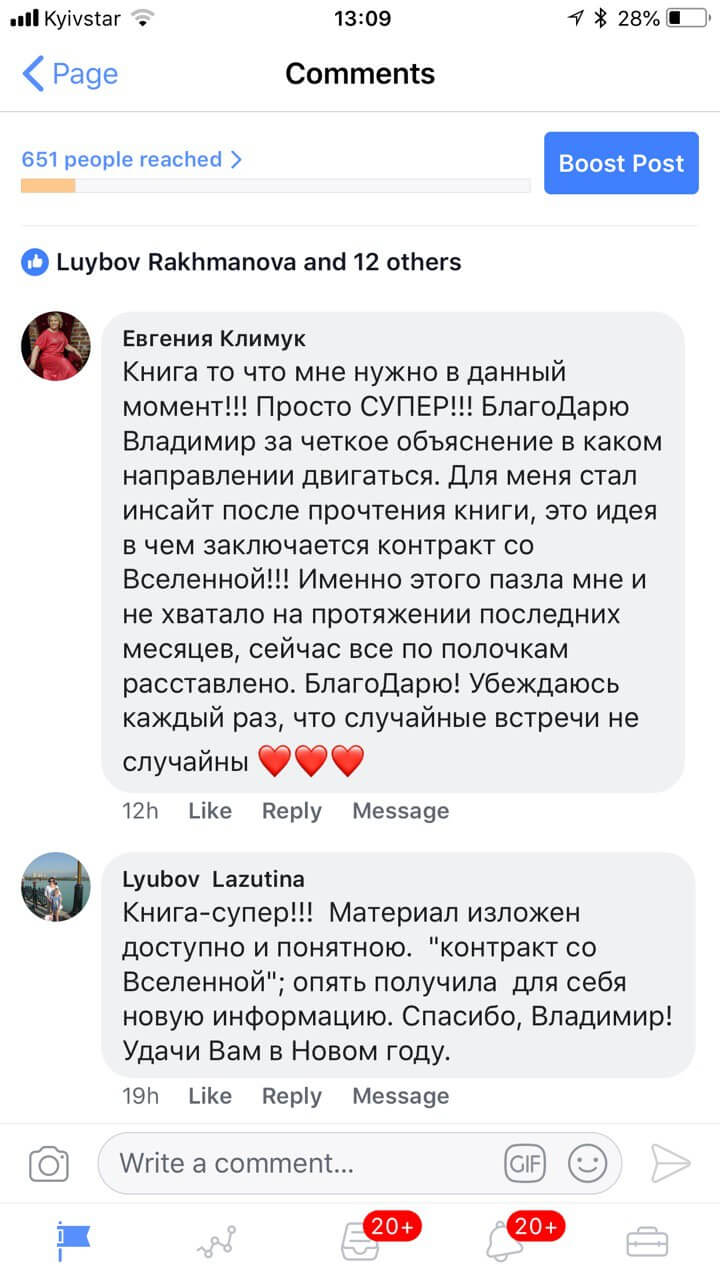 Kyivstar 13:09 28%
Page Comments
651 people reached
Boost Post
Luybov Rakhmanova and 12 others
Евгения Климук
Книга то что мне нужно в данный
момент!!! Просто СУПЕР!!! БлагоДарю
Владимир за четкое объяснение в каком
направлении двигаться. Для меня стал
инсайт после прочтения книги, это идея
в чем заключается контракт со
Вселенной!!! Именно этого пазла мне и
не хватало на протяжении последних
месяцев, сейчас все по полочкам
расставлено. БлагоДарю! Убеждаюсь
каждый раз, что случайные встречи не
случайны ❤️❤️❤️
12h Like Reply Message
Lyubov Lazutina
Книга-супер!!! Материал изложен
доступно и понятною. "контракт со
Вселенной"; опять получила для себя
новую информацию. Спасибо, Владимир!
Удачи Вам в Новом году.
19h Like Reply Message
Write a comment... GIF
20+ 20+